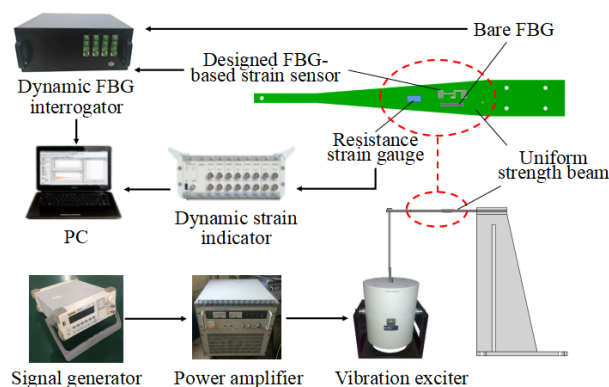 Bare FBG
Designed FBG-
based strain sensor
Dynamic FBG
interrogator
Resistance
strain gauge
Uniform
strength beam
PC
Dynamic strain
indicator
Signal generator
Power amplifier
Vibration exciter